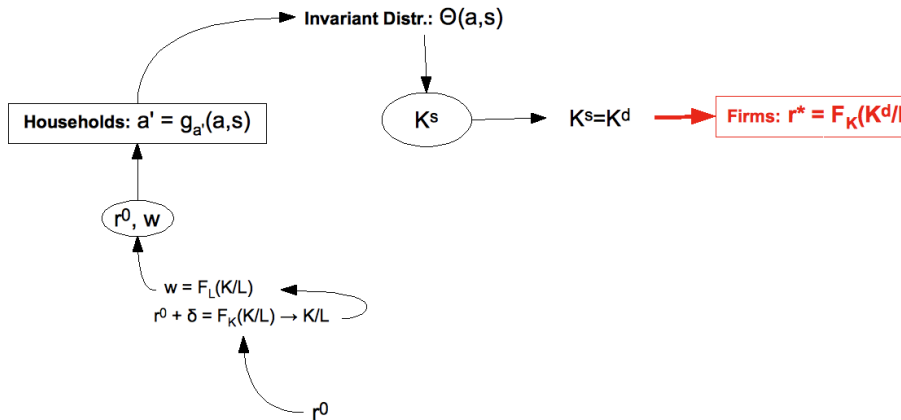 Invariant Distr.: Θ(a,s)
Households: a' = g_a'(a,s)
K^s
K^s=K^d
Firms: r* = F_K(K^d/
r^0, w
w = F_L(K/L)
r^0 + δ = F_K(K/L) → K/L
r^0